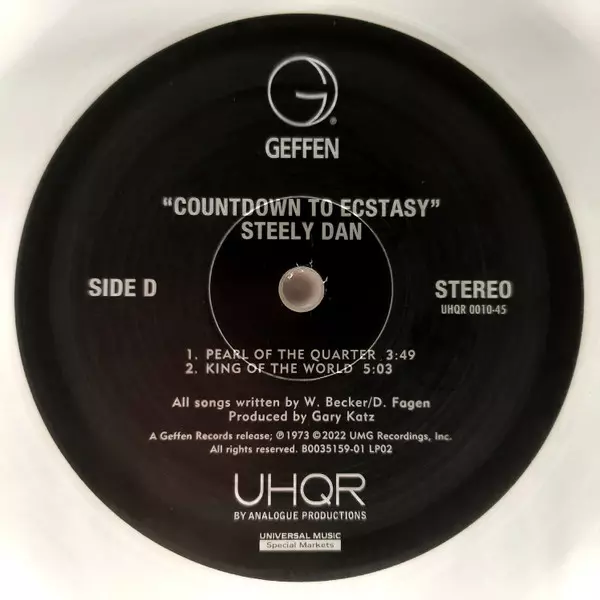 G®
GEFFEN
"COUNTDOWN TO ECSTASY"
STEELY DAN
SIDE D
STEREO
UHQR 0010-45
1. PEARL OF THE QUARTER 3:49
2. KING OF THE WORLD 5:03
All songs written by W. Becker/D. Fagen
Produced by Gary Katz
A Geffen Records release; ℗1973 ©2022 UMG Recordings, Inc.
All rights reserved. B0035159-01 LP02
UHQR
BY ANALOGUE PRODUCTIONS
UNIVERSAL MUSIC
Special Markets